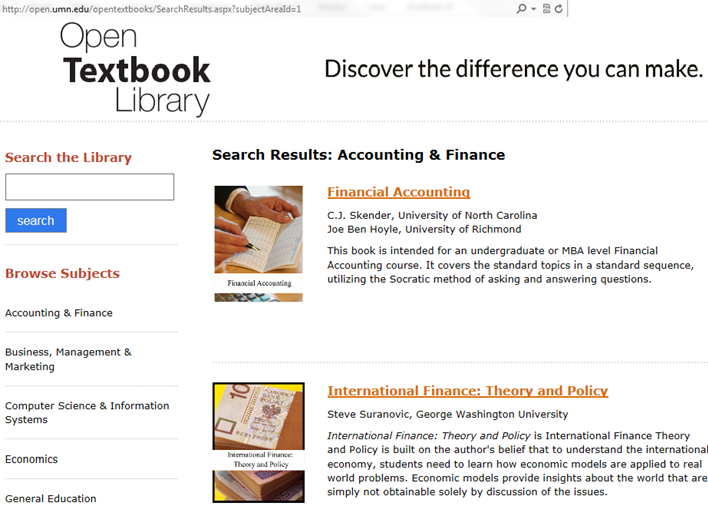 http://open.umn.edu/opentextbooks/SearchResults.aspx?subjectAreaId=1
Open
Textbook
Library
Discover the difference you can make.
Search the Library
search
Browse Subjects
Accounting & Finance
Business, Management &
Marketing
Computer Science & Information
Systems
Economics
General Education
Search Results: Accounting & Finance
Financial Accounting
Financial Accounting
C.J. Skender, University of North Carolina
Joe Ben Hoyle, University of Richmond
This book is intended for an undergraduate or MBA level Financial
Accounting course. It covers the standard topics in a standard sequence,
utilizing the Socratic method of asking and answering questions.
10
International Finance:
Theory and Policy
International Finance: Theory and Policy
Steve Suranovic, George Washington University
International Finance: Theory and Policy is International Finance Theory
and Policy is built on the author's belief that to understand the international
economy, students need to learn how economic models are applied to real
world problems. Economic models provide insights about the world that are
simply not obtainable solely by discussion of the issues.